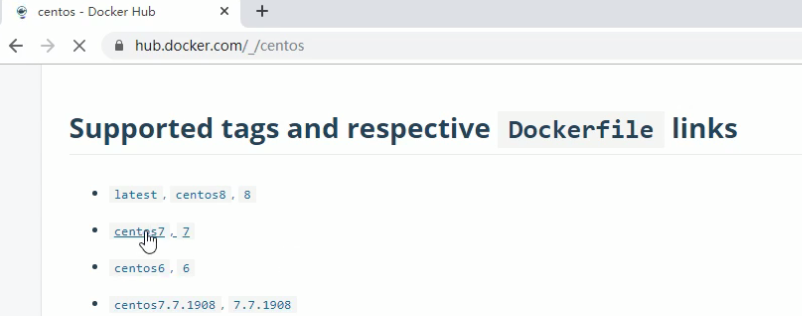 centos - Docker Hub
hub.docker.com/_/centos
Supported tags and respective Dockerfile links
latest , centos8 , 8
centos7 , 7
centos6 , 6
centos7.7.1908 , 7.7.1908